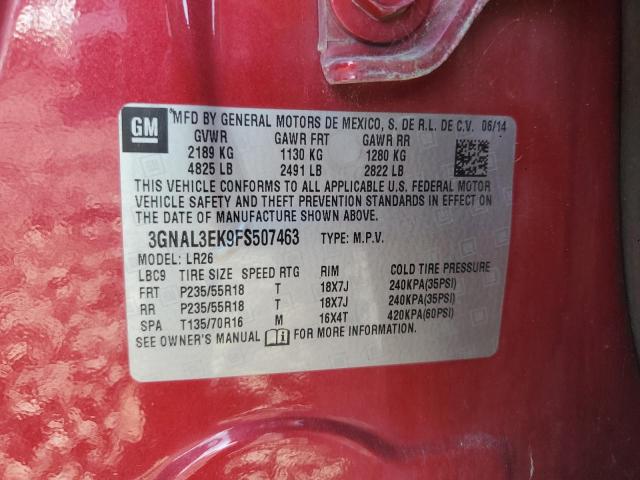 GM MFD BY GENERAL MOTORS DE MEXICO, S. DE R.L. DE C.V. 06/14
GVWR GAWR FRT GAWR RR
2189 KG 1130 KG 1280 KG
4825 LB 2491 LB 2822 LB
THIS VEHICLE CONFORMS TO ALL APPLICABLE U.S. FEDERAL MOTOR
VEHICLE SAFETY AND THEFT PREVENTION STANDARDS IN EFFECT ON
THE DATE OF MANUFACTURE SHOWN ABOVE.
3GNAL3EK9FS507463 TYPE: M.P.V.
MODEL: LR26
LBC9 TIRE SIZE SPEED RTG RIM COLD TIRE PRESSURE
FRT P235/55R18 T 18X7J 240KPA(35PSI)
RR P235/55R18 T 18X7J 240KPA(35PSI)
SPA T135/70R16 M 16X4T 420KPA(60PSI)
SEE OWNER'S MANUAL FOR MORE INFORMATION.